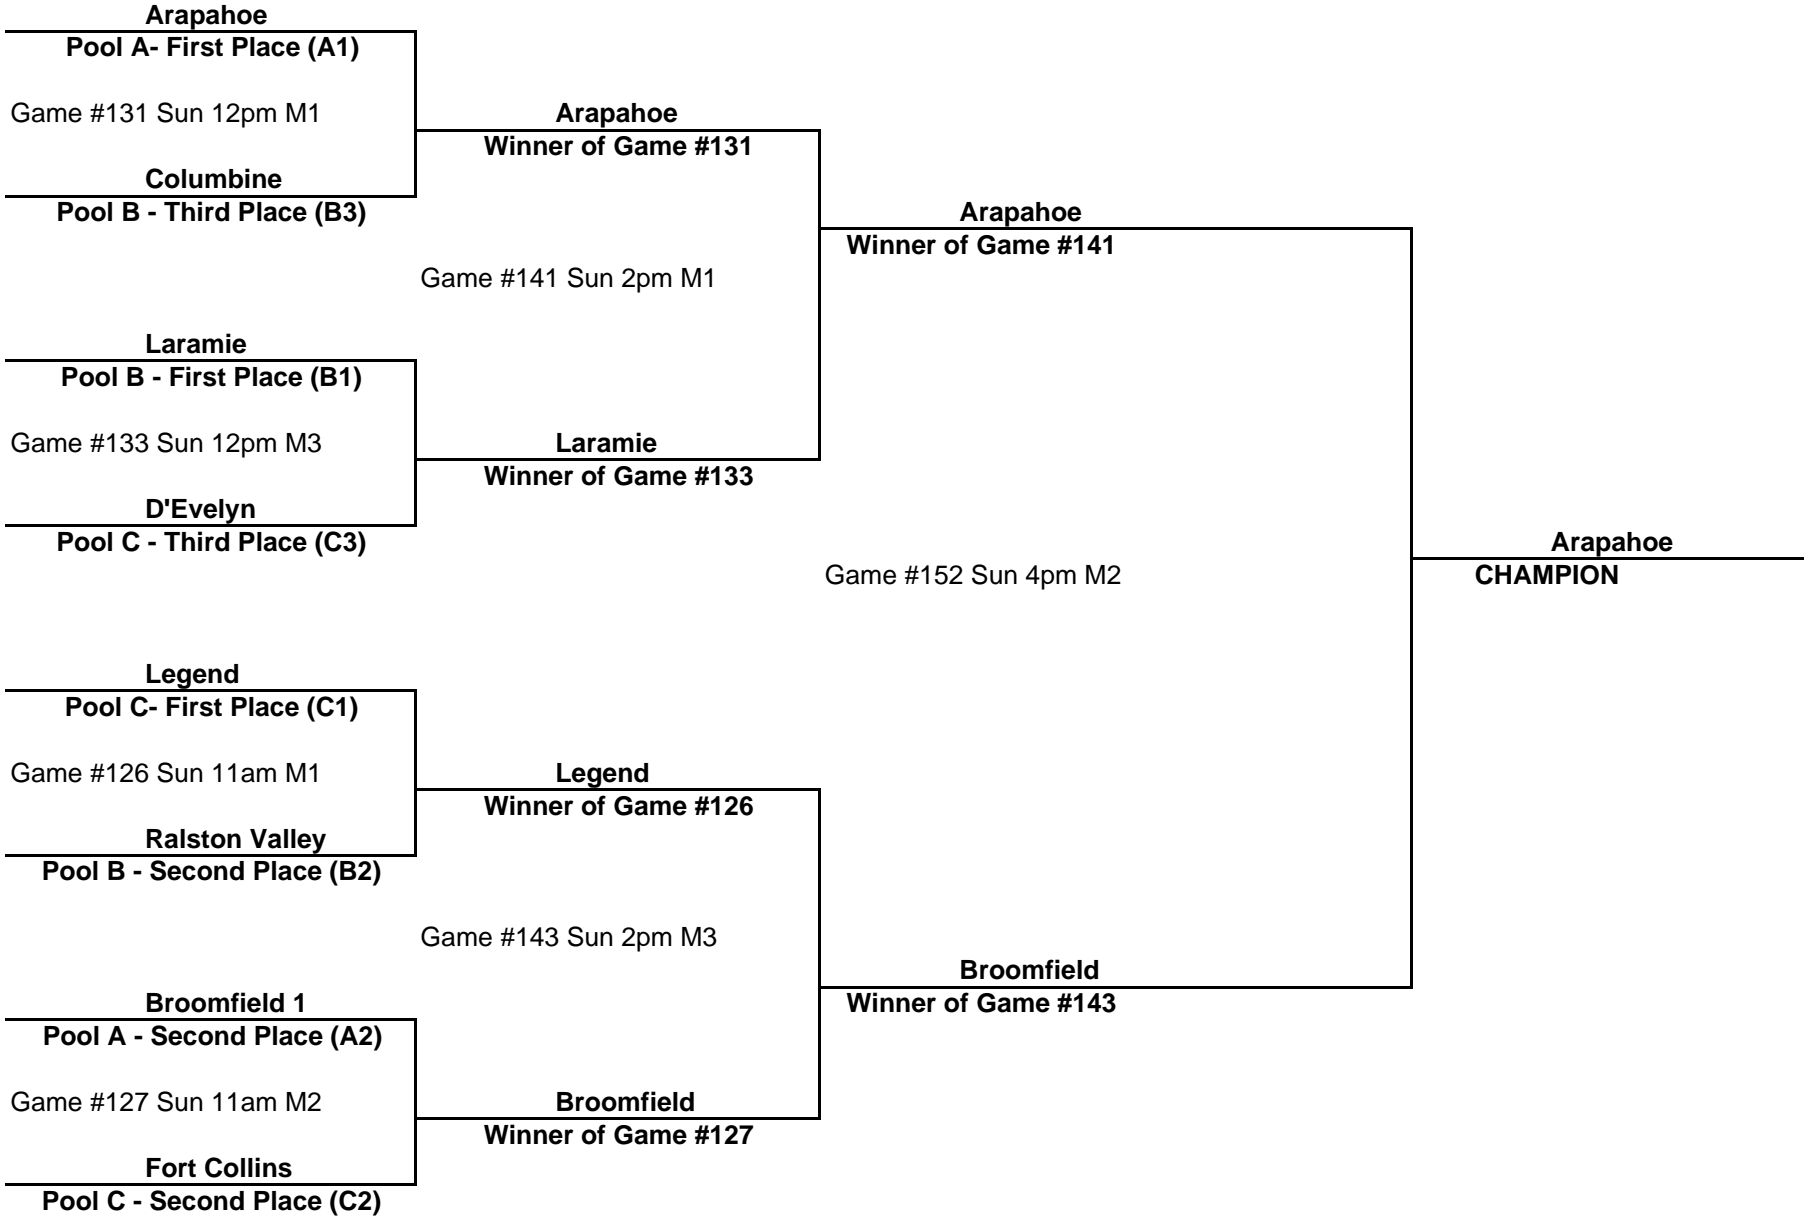 Arapahoe
Pool A- First Place (A1)
Game #131 Sun 12pm M1
Arapahoe
Winner of Game #131
Columbine
Pool B - Third Place (B3)
Arapahoe
Winner of Game #141
Game #141 Sun 2pm M1
Laramie
Pool B - First Place (B1)
Game #133 Sun 12pm M3
Laramie
Winner of Game #133
D'Evelyn
Pool C - Third Place (C3)
Arapahoe
CHAMPION
Game #152 Sun 4pm M2
Legend
Pool C- First Place (C1)
Game #126 Sun 11am M1
Legend
Winner of Game #126
Ralston Valley
Pool B - Second Place (B2)
Game #143 Sun 2pm M3
Broomfield
Winner of Game #143
Broomfield 1
Pool A - Second Place (A2)
Game #127 Sun 11am M2
Broomfield
Winner of Game #127
Fort Collins
Pool C - Second Place (C2)